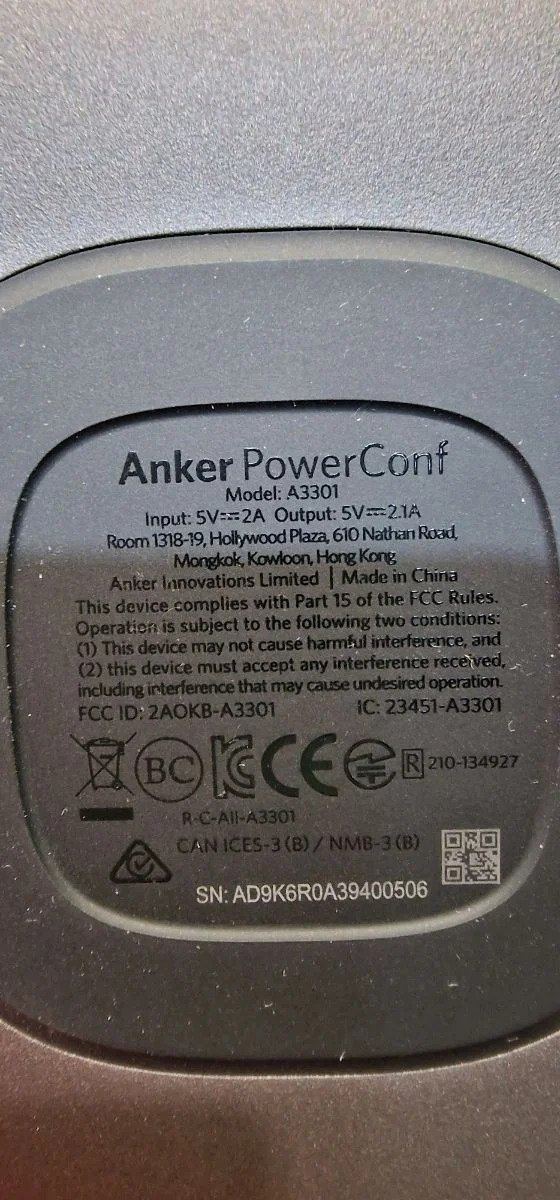 Anker PowerConf
Model: A3301
Input: 5V⎓2A Output: 5V⎓2.1A
Room 1318-19, Hollywood Plaza, 610 Nathan Road,
Mongkok, Kowloon, Hong Kong
Anker Innovations Limited | Made in China
This device complies with Part 15 of the FCC Rules.
Operation is subject to the following two conditions:
(1) This device may not cause harmful interference, and
(2) this device must accept any interference received,
including interference that may cause undesired operation.
FCC ID: 2AOKB-A3301 IC: 23451-A3301
BC CE R 210-134927
R-C-AII-A3301
CAN ICES-3 (B) / NMB-3 (B)
SN: AD9K6R0A39400506